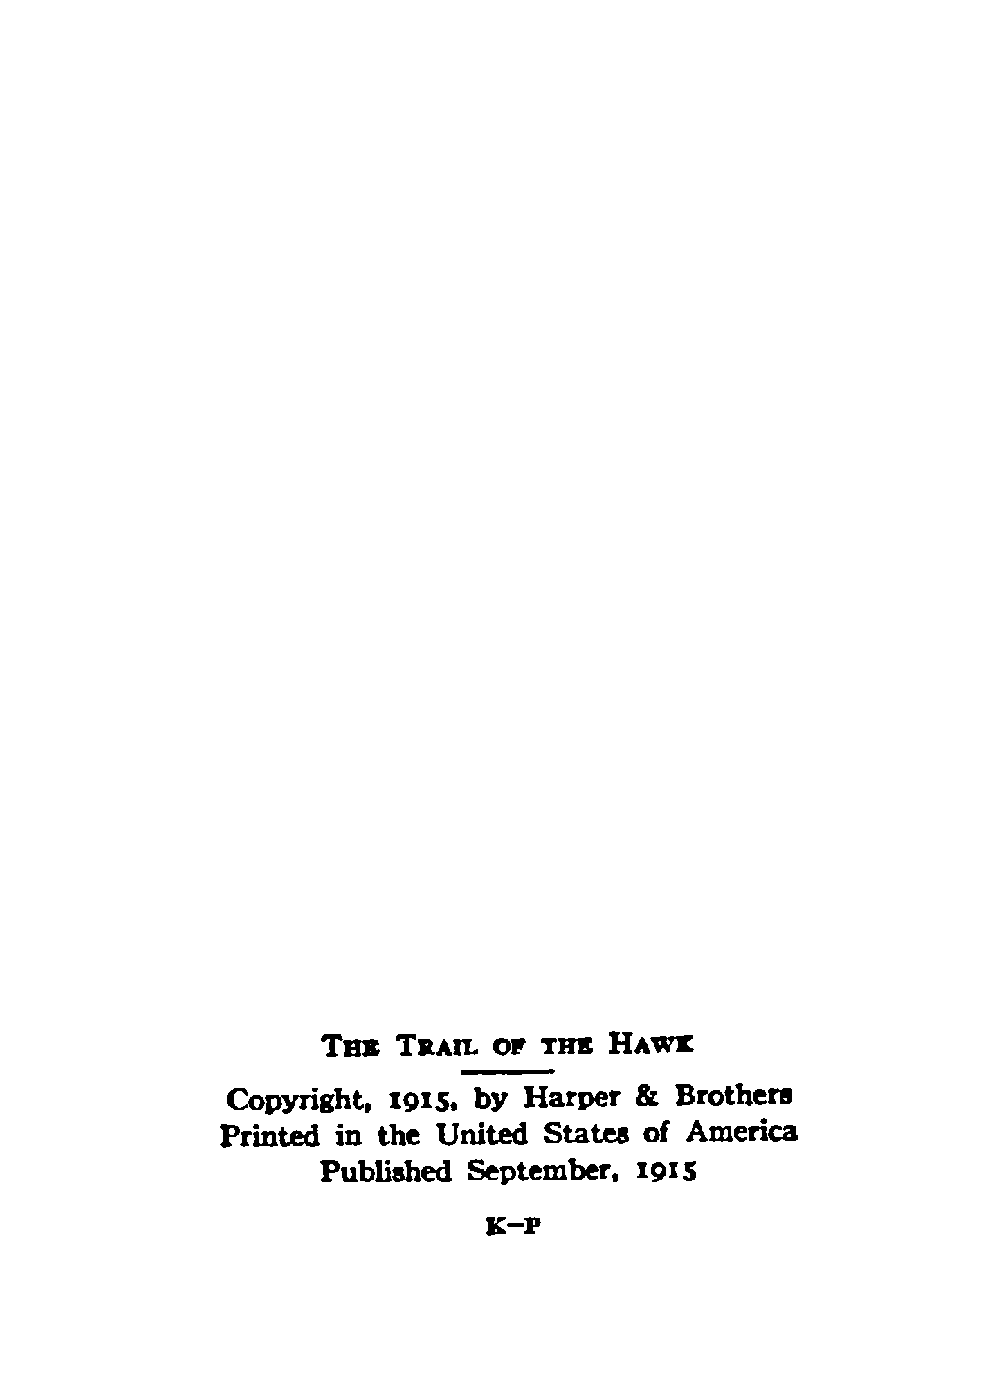 THE TRAIL OF THE HAWK
Copyright, 1915, by Harper & Brothers
Printed in the United States of America
Published September, 1915
K–P